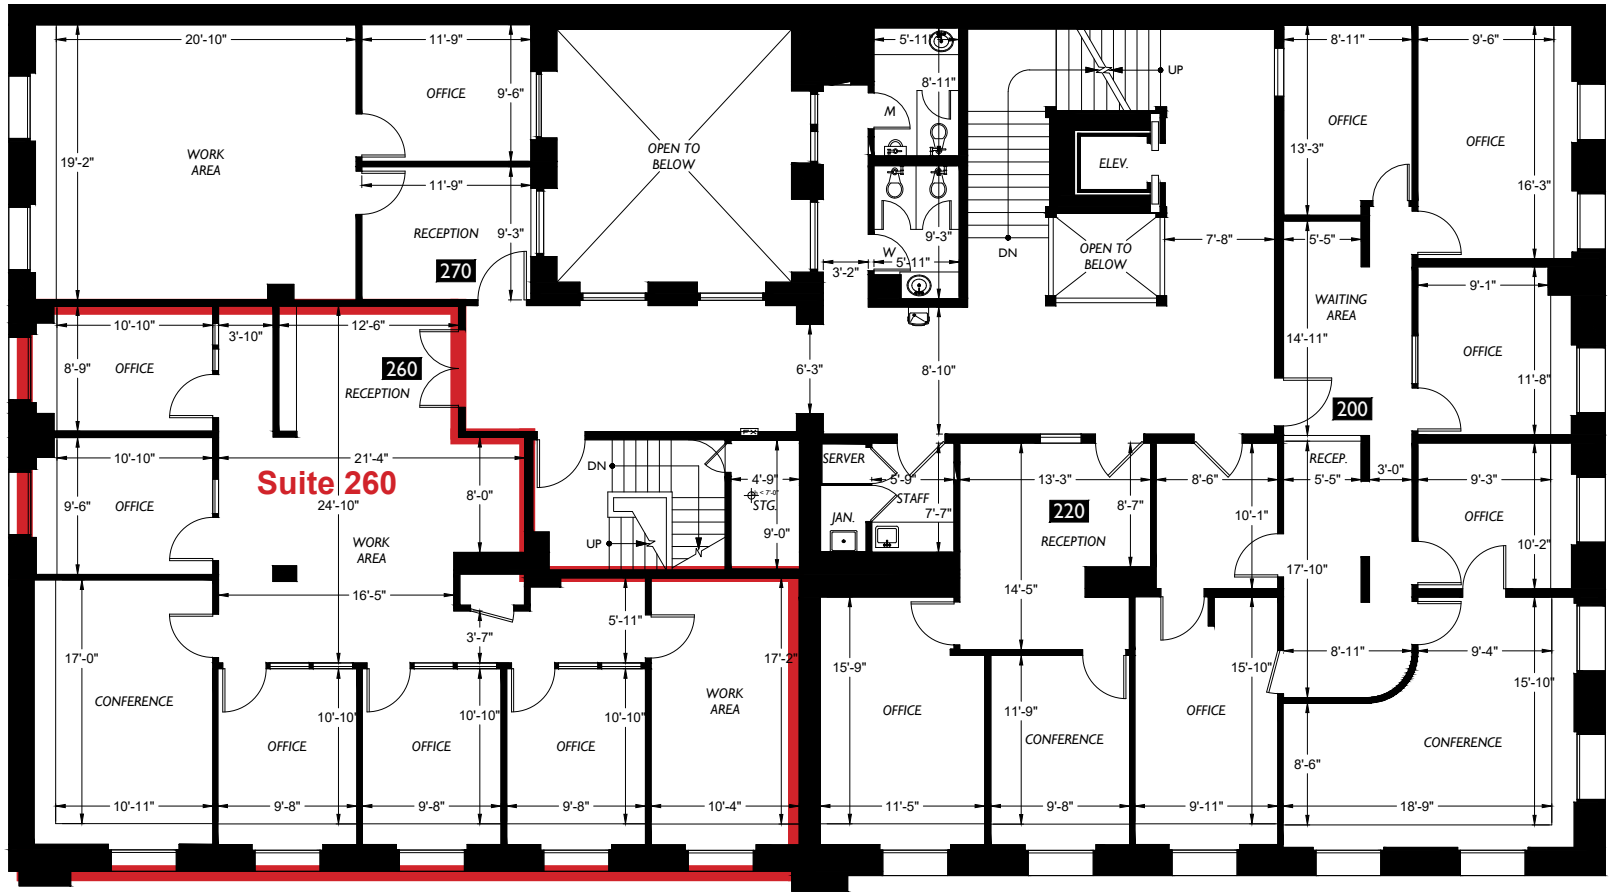 20'-10"
11'-9"
5'-11"
8'-11"
9'-6"
OFFICE
9'-6"
8'-11"
UP
M
OFFICE
13'-3"
OFFICE
16'-3"
19'-2"
WORK
AREA
OPEN TO
BELOW
ELEV.
11'-9"
RECEPTION
9'-3"
270
9'-3"
W
5'-11"
3'-2"
DN
OPEN TO
BELOW
7'-8"
5'-5"
WAITING
AREA
14'-11"
9'-1"
OFFICE
11'-8"
10'-10"
3'-10"
12'-6"
8'-9"
OFFICE
260
RECEPTION
6'-3"
8'-10"
200
10'-10"
21'-4"
Suite 260
24'-10"
8'-0"
9'-6"
OFFICE
WORK
AREA
DN
UP
4'-9"
< 7'-0"
STG.
9'-0"
SERVER
5'-9"
STAFF
7'-7"
JAN.
13'-3"
220
RECEPTION
8'-7"
14'-5"
8'-6"
10'-1"
RECEP.
5'-5"
3'-0"
17'-10"
9'-3"
OFFICE
10'-2"
16'-5"
3'-7"
5'-11"
17'-0"
CONFERENCE
10'-11"
10'-10"
OFFICE
9'-8"
10'-10"
OFFICE
9'-8"
10'-10"
OFFICE
9'-8"
17'-2"
WORK
AREA
10'-4"
15'-9"
OFFICE
11'-5"
11'-9"
CONFERENCE
9'-8"
15'-10"
OFFICE
9'-11"
8'-11"
9'-4"
15'-10"
CONFERENCE
8'-6"
18'-9"